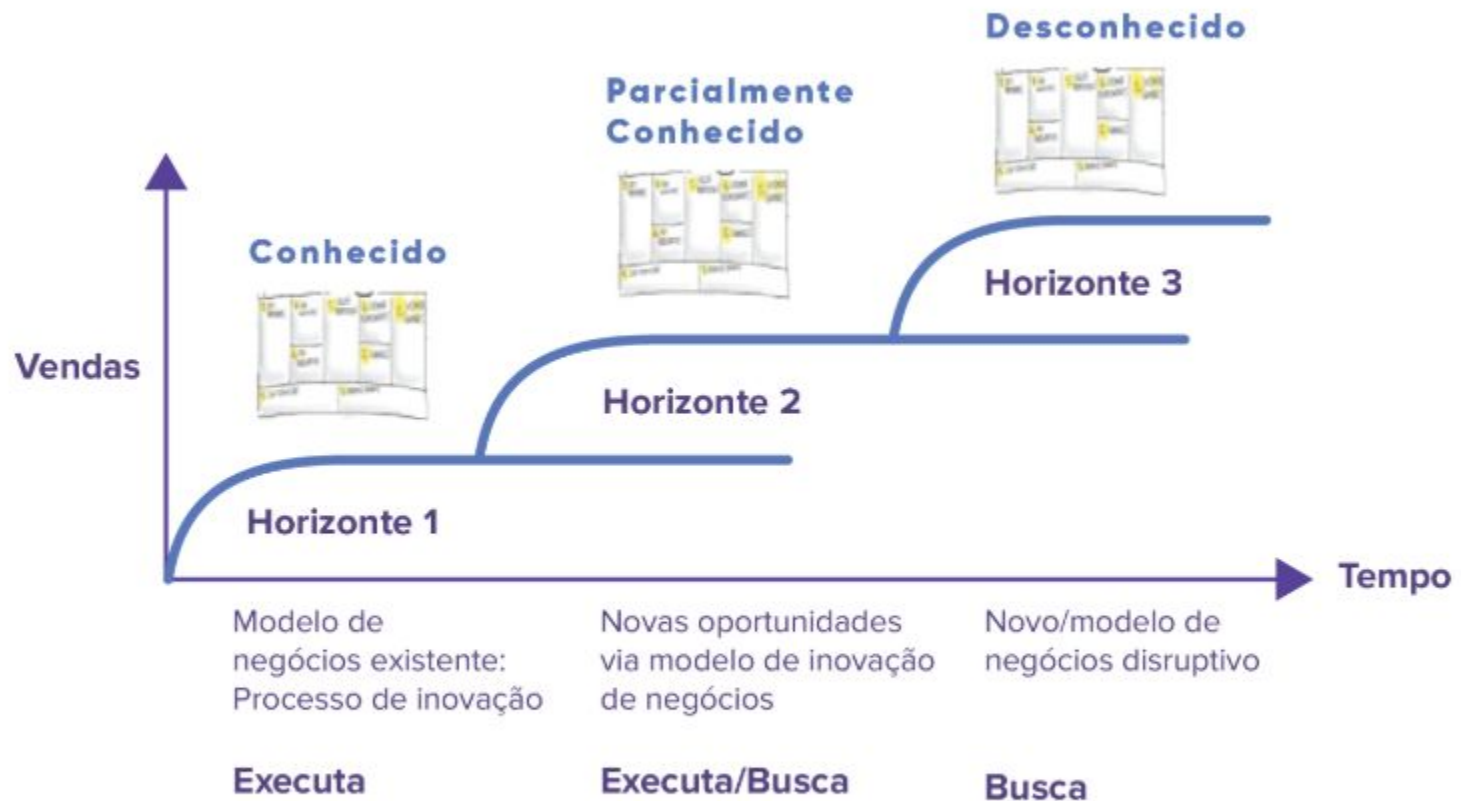 Desconhecido
Parcialmente
Conhecido
Conhecido
Vendas
Horizonte 3
Horizonte 2
Horizonte 1
Tempo
Modelo de
negócios existente:
Processo de inovação
Novas oportunidades
via modelo de inovação
de negócios
Novo/modelo de
negócios disruptivo
Executa
Executa/Busca
Busca